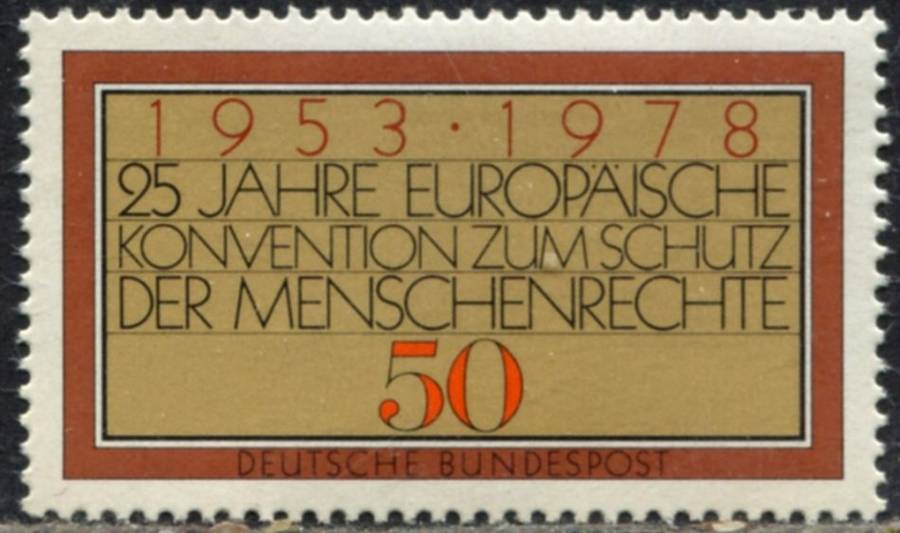 1953·1978
25 JAHRE EUROPÄISCHE
KONVENTION ZUM SCHUTZ
DER MENSCHENRECHTE
50
DEUTSCHE BUNDESPOST